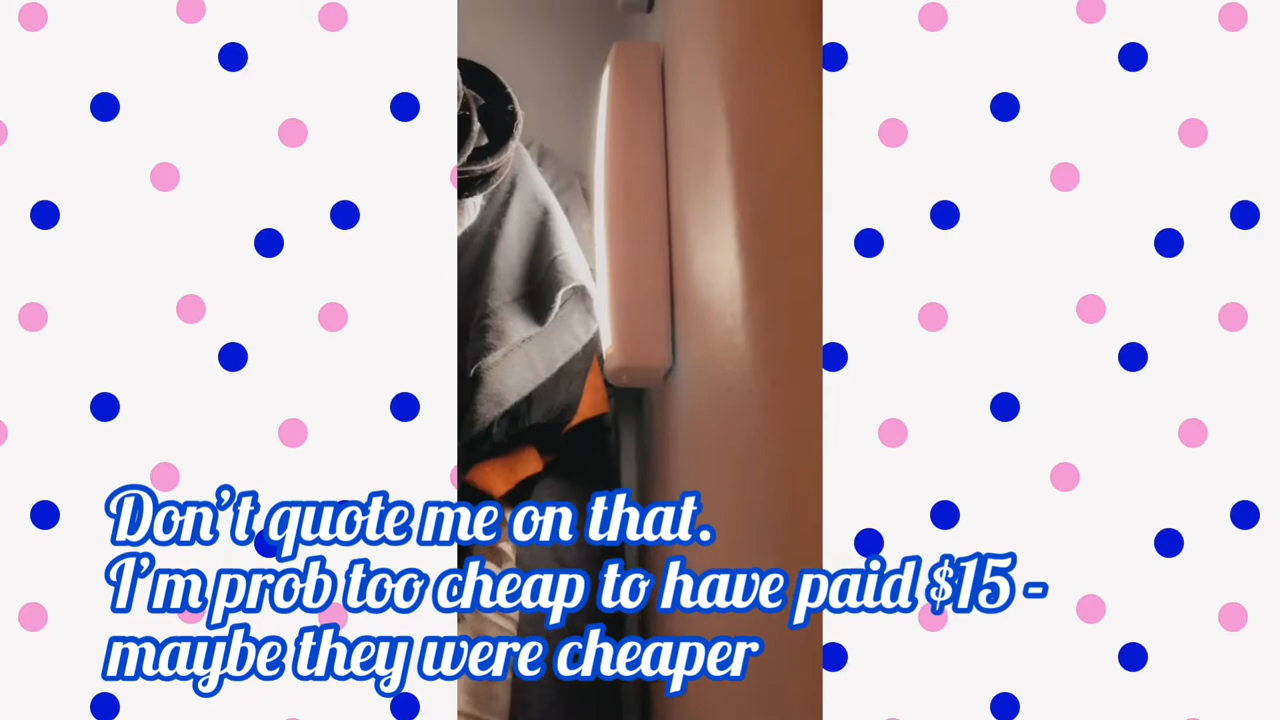 Don't quote me on that.
I'm prob too cheap to have paid $15 -
maybe they were cheaper